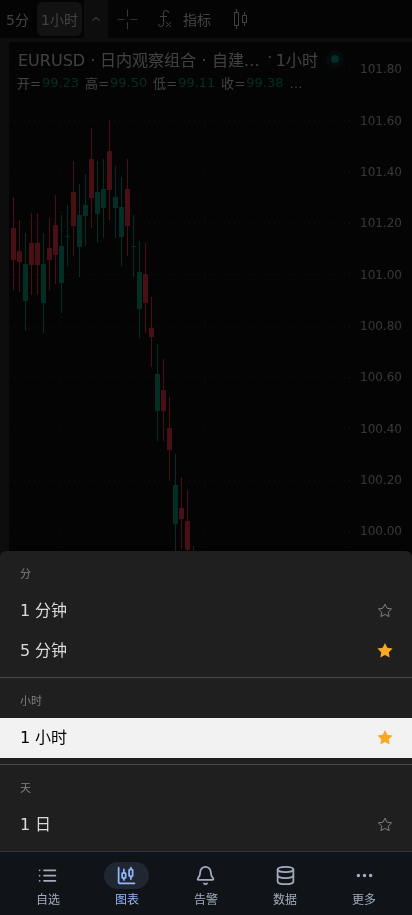 5分 1小时 指标
EURUSD · 日内观察组合 · 自建... · 1小时
开=99.23 高=99.50 低=99.11 收=99.38 ...
101.80
101.60
101.40
101.20
101.00
100.80
100.60
100.40
100.20
100.00
分
1 分钟
5 分钟
小时
1 小时
天
1 日
自选 图表 告警 数据 更多